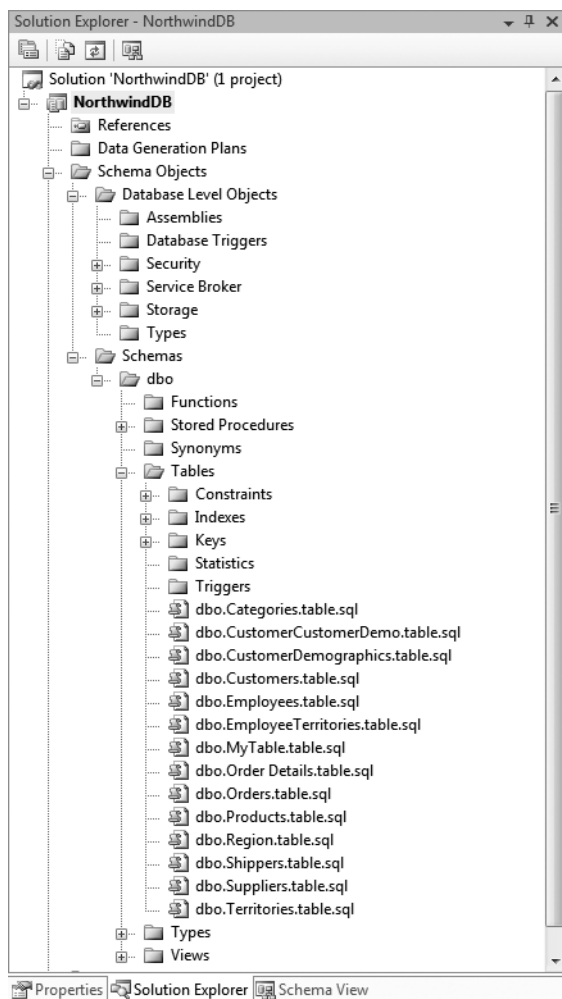 Solution Explorer - NorthwindDB
Solution 'NorthwindDB' (1 project)
NorthwindDB
References
Data Generation Plans
Schema Objects
Database Level Objects
Assemblies
Database Triggers
Security
Service Broker
Storage
Types
Schemas
dbo
Functions
Stored Procedures
Synonyms
Tables
Constraints
Indexes
Keys
Statistics
Triggers
dbo.Categories.table.sql
dbo.CustomerCustomerDemo.table.sql
dbo.CustomerDemographics.table.sql
dbo.Customers.table.sql
dbo.Employees.table.sql
dbo.EmployeeTerritories.table.sql
dbo.MyTable.table.sql
dbo.Order Details.table.sql
dbo.Orders.table.sql
dbo.Products.table.sql
dbo.Region.table.sql
dbo.Shippers.table.sql
dbo.Suppliers.table.sql
dbo.Territories.table.sql
Types
Views
Properties Solution Explorer Schema View